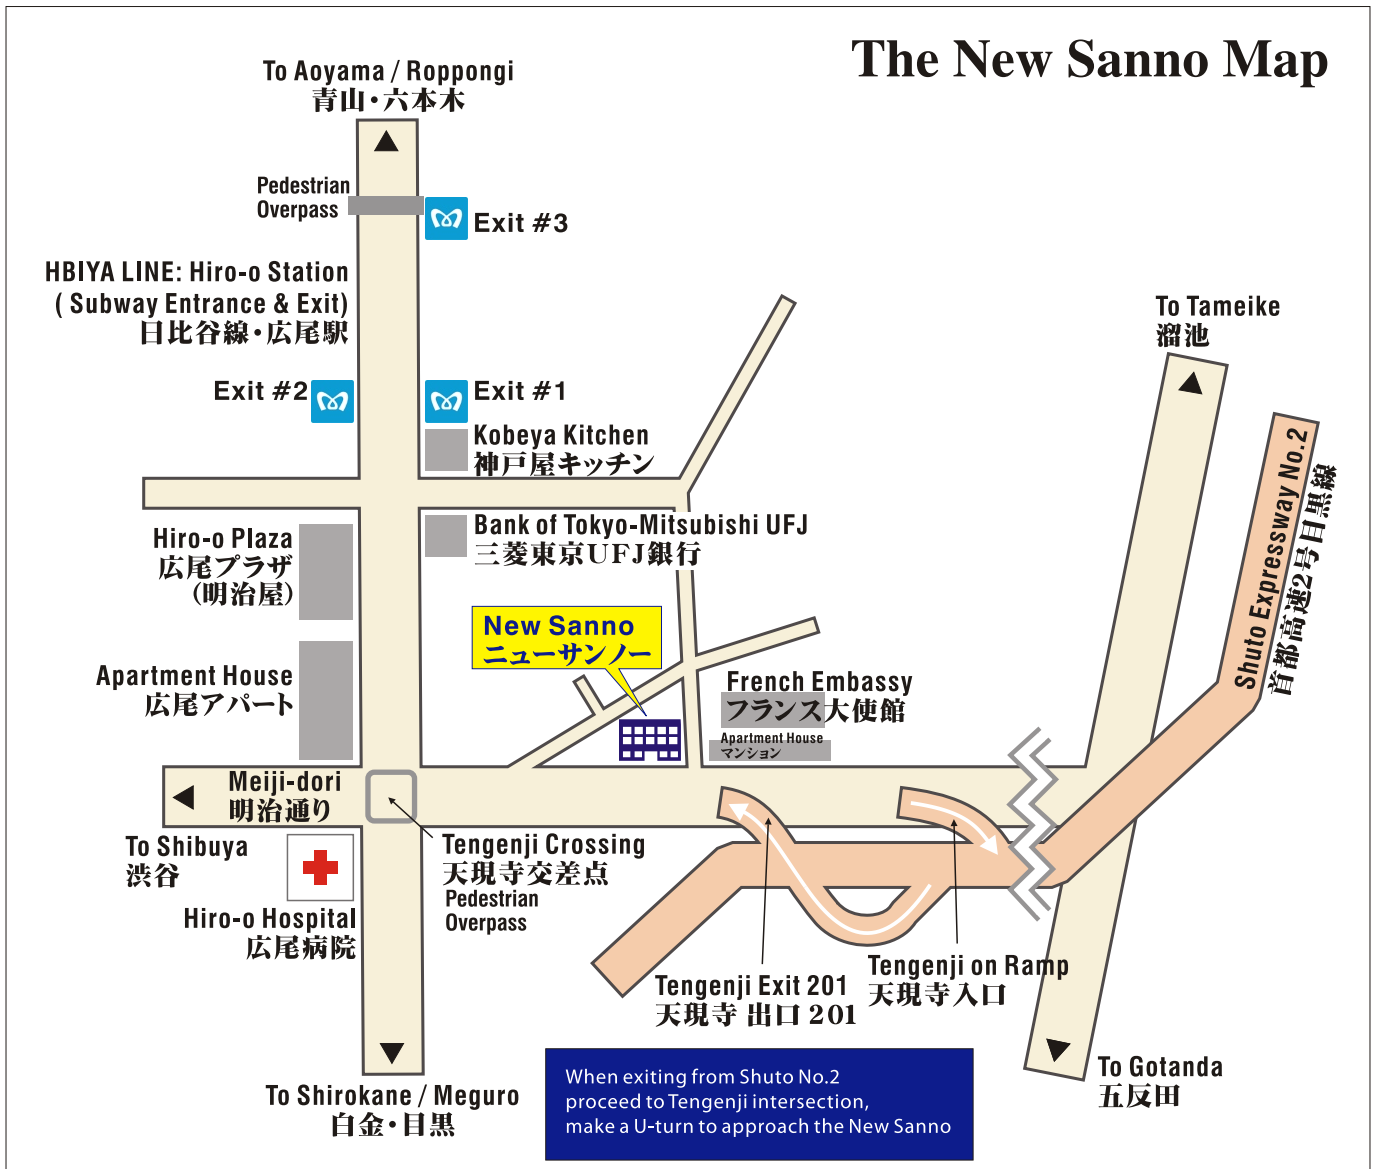 The New Sanno Map
To Aoyama / Roppongi
青山・六本木
Pedestrian
Overpass
Exit #3
HBIYA LINE: Hiro-o Station
( Subway Entrance & Exit)
日比谷線・広尾駅
To Tameike
溜池
Exit #2
Exit #1
Kobeya Kitchen
神戸屋キッチン
Shuto Expressway No.2
首都高速2号目黒線
Hiro-o Plaza
広尾プラザ
(明治屋)
Bank of Tokyo-Mitsubishi UFJ
三菱東京UFJ銀行
New Sanno
ニューサンノー
Apartment House
広尾アパート
French Embassy
フランス大使館
Apartment House
マンション
Meiji-dori
明治通り
To Shibuya
渋谷
Tengenji Crossing
天現寺交差点
Pedestrian
Overpass
Hiro-o Hospital
広尾病院
Tengenji Exit 201
天現寺 出口 201
Tengenji on Ramp
天現寺入口
To Gotanda
五反田
To Shirokane / Meguro
白金・目黒
When exiting from Shuto No.2
proceed to Tengenji intersection,
make a U-turn to approach the New Sanno